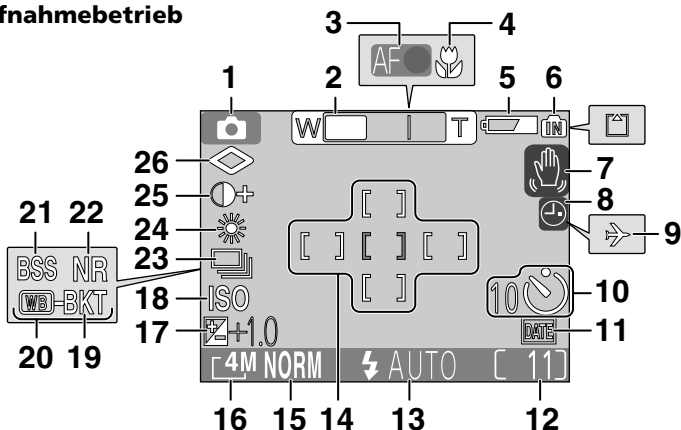 fnahmebetrieb
3 4
AF
1 2 5 6
W T IN
26 7
25 + 8
21 22 24 9
BSS NR 23
WB-BKT 18 ISO 10 10
20 19 17 +1.0 DATE 11
4M NORM AUTO [ 11]
16 15 14 13 12